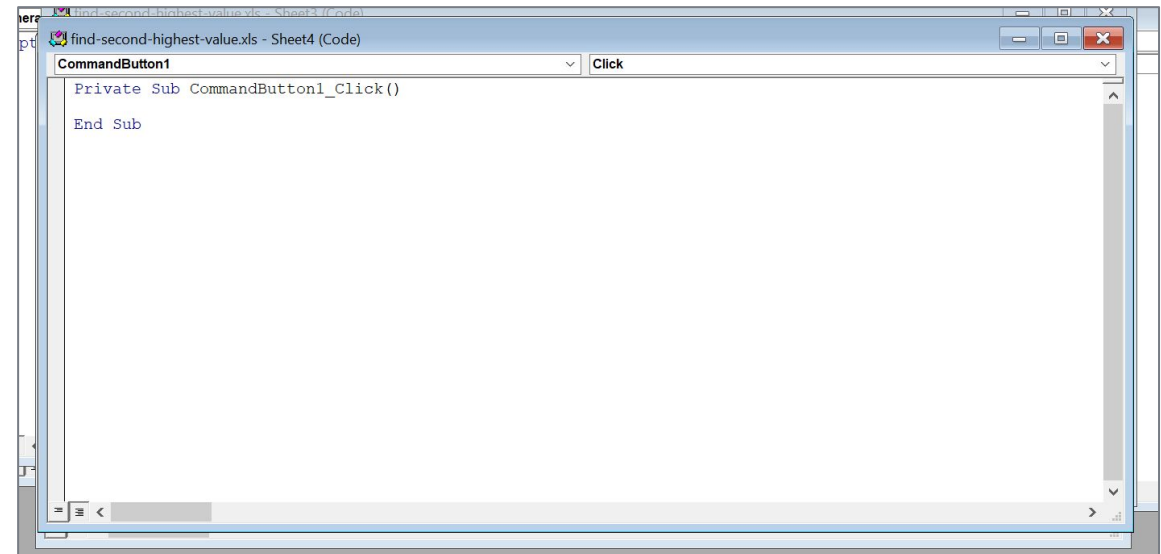 find-second-highest-value.xls - Sheet3 (Code)
find-second-highest-value.xls - Sheet4 (Code)
CommandButton1 Click
Private Sub CommandButton1_Click()
End Sub